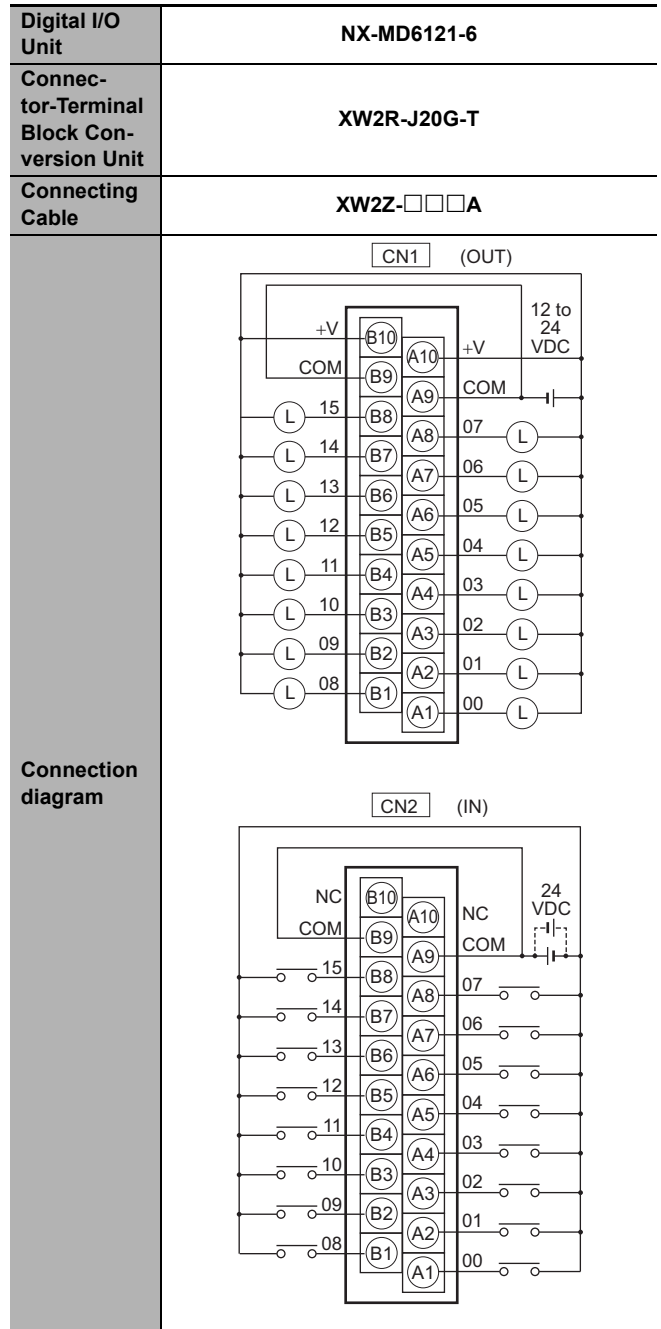 Digital I/O
Unit
NX-MD6121-6
Connec-
tor-Terminal
Block Con-
version Unit
XW2R-J20G-T
Connecting
Cable
XW2Z-□□□A
Connection
diagram
CN1 (OUT)
12 to
24
VDC
+V B10 A10 +V
COM B9 A9 COM
L 15 B8 A8 07 L
L 14 B7 A7 06 L
L 13 B6 A6 05 L
L 12 B5 A5 04 L
L 11 B4 A4 03 L
L 10 B3 A3 02 L
L 09 B2 A2 01 L
L 08 B1 A1 00 L
CN2 (IN)
24
VDC
NC B10 A10 NC
COM B9 A9 COM
15 B8 A8 07
14 B7 A7 06
13 B6 A6 05
12 B5 A5 04
11 B4 A4 03
10 B3 A3 02
09 B2 A2 01
08 B1 A1 00